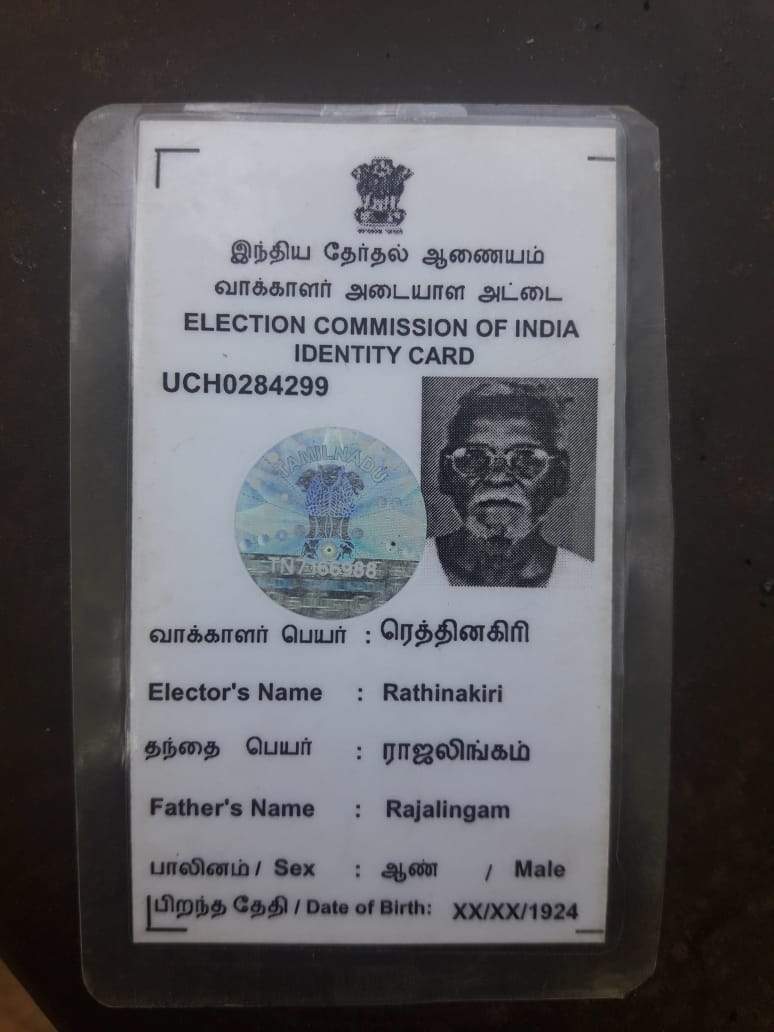 இந்திய தேர்தல் ஆணையம்
வாக்காளர் அடையாள அட்டை
ELECTION COMMISSION OF INDIA
IDENTITY CARD
UCH0284299
TAMILNADU
வாக்காளர் பெயர் : ரெத்தினகிரி
Elector's Name : Rathinakiri
தந்தை பெயர் : ராஜலிங்கம்
Father's Name : Rajalingam
பாலினம் / Sex : ஆண் / Male
பிறந்த தேதி / Date of Birth: XX/XX/1924